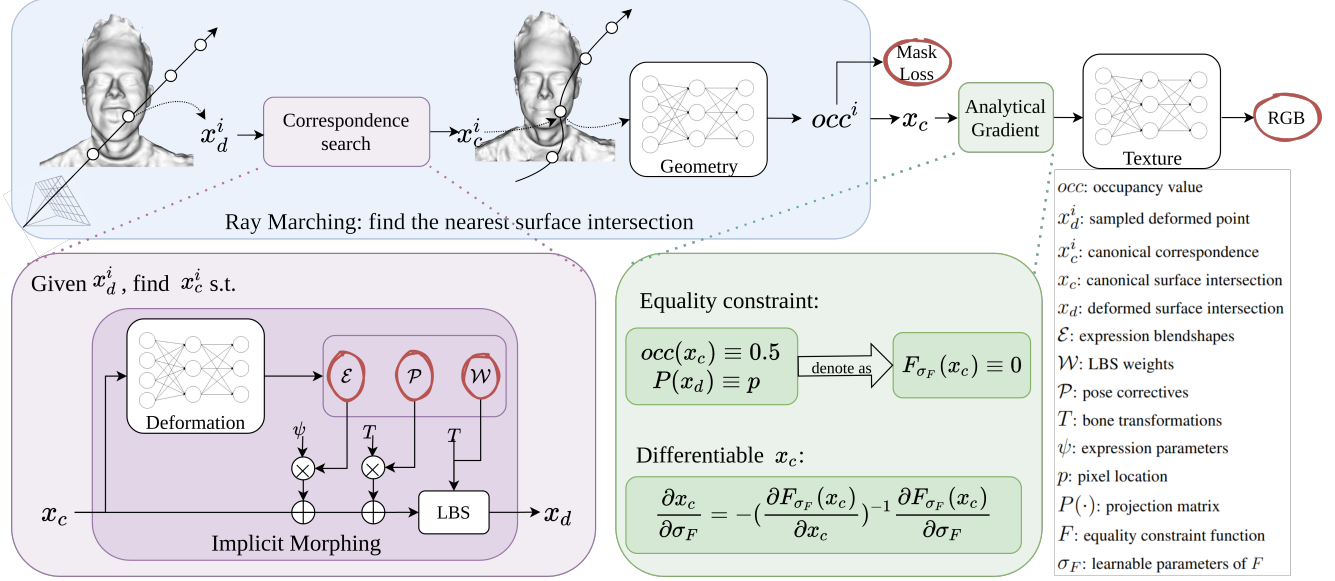 Mask
Loss
x_d^i
Correspondence
search
x_c^i
Geometry
occ^i
x_c
Analytical
Gradient
Texture
RGB
Ray Marching: find the nearest surface intersection
occ: occupancy value
x_d^i: sampled deformed point
x_c^i: canonical correspondence
x_c: canonical surface intersection
x_d: deformed surface intersection
ℰ: expression blendshapes
𝒲: LBS weights
𝒫: pose correctives
T: bone transformations
ψ: expression parameters
p: pixel location
P(·): projection matrix
F: equality constraint function
σ_F: learnable parameters of F
Given x_d^i, find x_c^i s.t.
Deformation
ℰ 𝒫 𝒲
ψ T T
x_c
LBS
x_d
Implicit Morphing
Equality constraint:
occ(x_c) ≡ 0.5
P(x_d) ≡ p
denote as
F_{σ_F}(x_c) ≡ 0
Differentiable x_c:
∂x_c/∂σ_F = −(∂F_{σ_F}(x_c)/∂x_c)^{−1} ∂F_{σ_F}(x_c)/∂σ_F